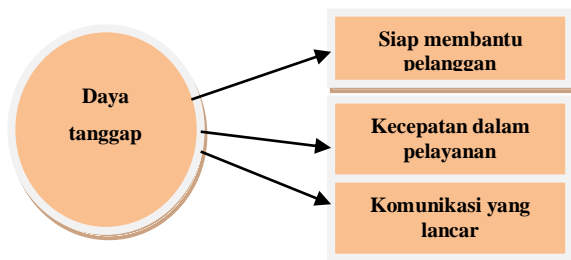 Daya
tanggap
Siap membantu
pelanggan
Kecepatan dalam
pelayanan
Komunikasi yang
lancar